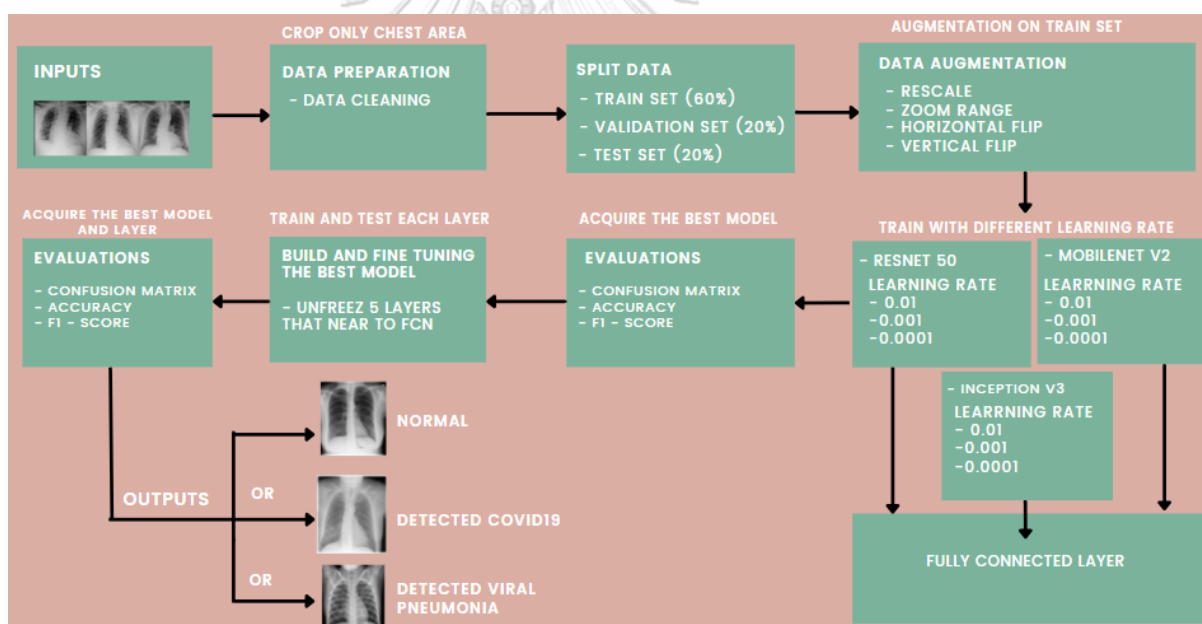 CROP ONLY CHEST AREA
AUGMENTATION ON TRAIN SET
INPUTS
DATA PREPARATION
- DATA CLEANING
SPLIT DATA
- TRAIN SET (60%)
- VALIDATION SET (20%)
- TEST SET (20%)
DATA AUGMENTATION
- RESCALE
- ZOOM RANGE
- HORIZONTAL FLIP
- VERTICAL FLIP
TRAIN WITH DIFFERENT LEARNING RATE
- RESNET 50
LEARRNING RATE
- 0.01
-0.001
-0.0001
- MOBILENET V2
LEARRNING RATE
- 0.01
-0.001
-0.0001
- INCEPTION V3
LEARRNING RATE
- 0.01
-0.001
-0.0001
FULLY CONNECTED LAYER
ACQUIRE THE BEST MODEL
EVALUATIONS
- CONFUSION MATRIX
- ACCURACY
- F1 - SCORE
TRAIN AND TEST EACH LAYER
BUILD AND FINE TUNING
THE BEST MODEL
- UNFREEZ 5 LAYERS
THAT NEAR TO FCN
ACQUIRE THE BEST MODEL
AND LAYER
EVALUATIONS
- CONFUSION MATRIX
- ACCURACY
- F1 - SCORE
OUTPUTS
NORMAL
OR
DETECTED COVID19
OR
DETECTED VIRAL
PNEUMONIA